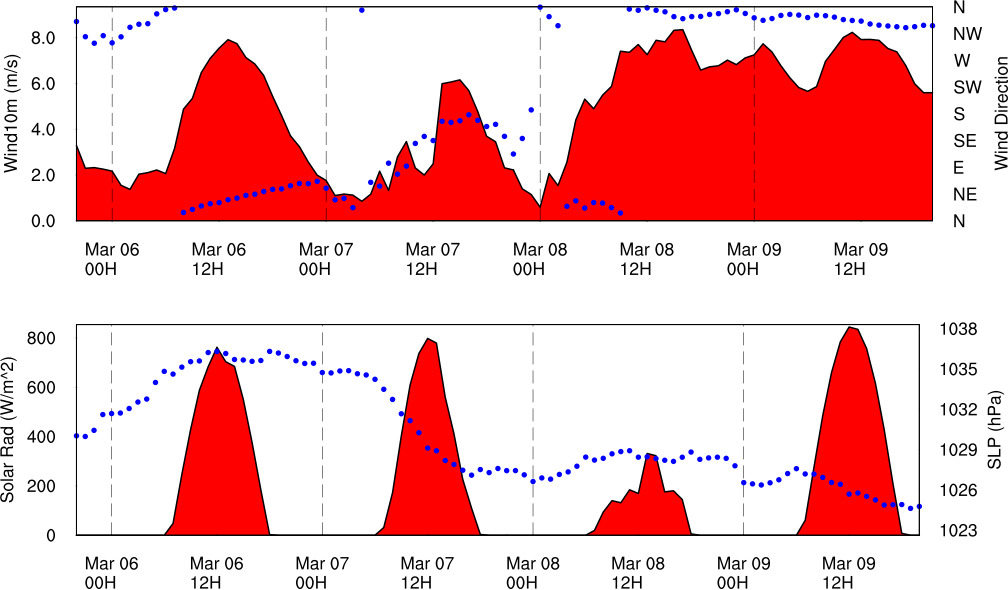 Wind10m (m/s)
8.0
6.0
4.0
2.0
0.0
N
NW
W
SW
S
SE
E
NE
N
Wind Direction
Mar 06 Mar 06 Mar 07 Mar 07 Mar 08 Mar 08 Mar 09 Mar 09
00H 12H 00H 12H 00H 12H 00H 12H
Solar Rad (W/m^2)
800
600
400
200
0
1038
1035
1032
1029
1026
1023
SLP (hPa)
Mar 06 Mar 06 Mar 07 Mar 07 Mar 08 Mar 08 Mar 09 Mar 09
00H 12H 00H 12H 00H 12H 00H 12H